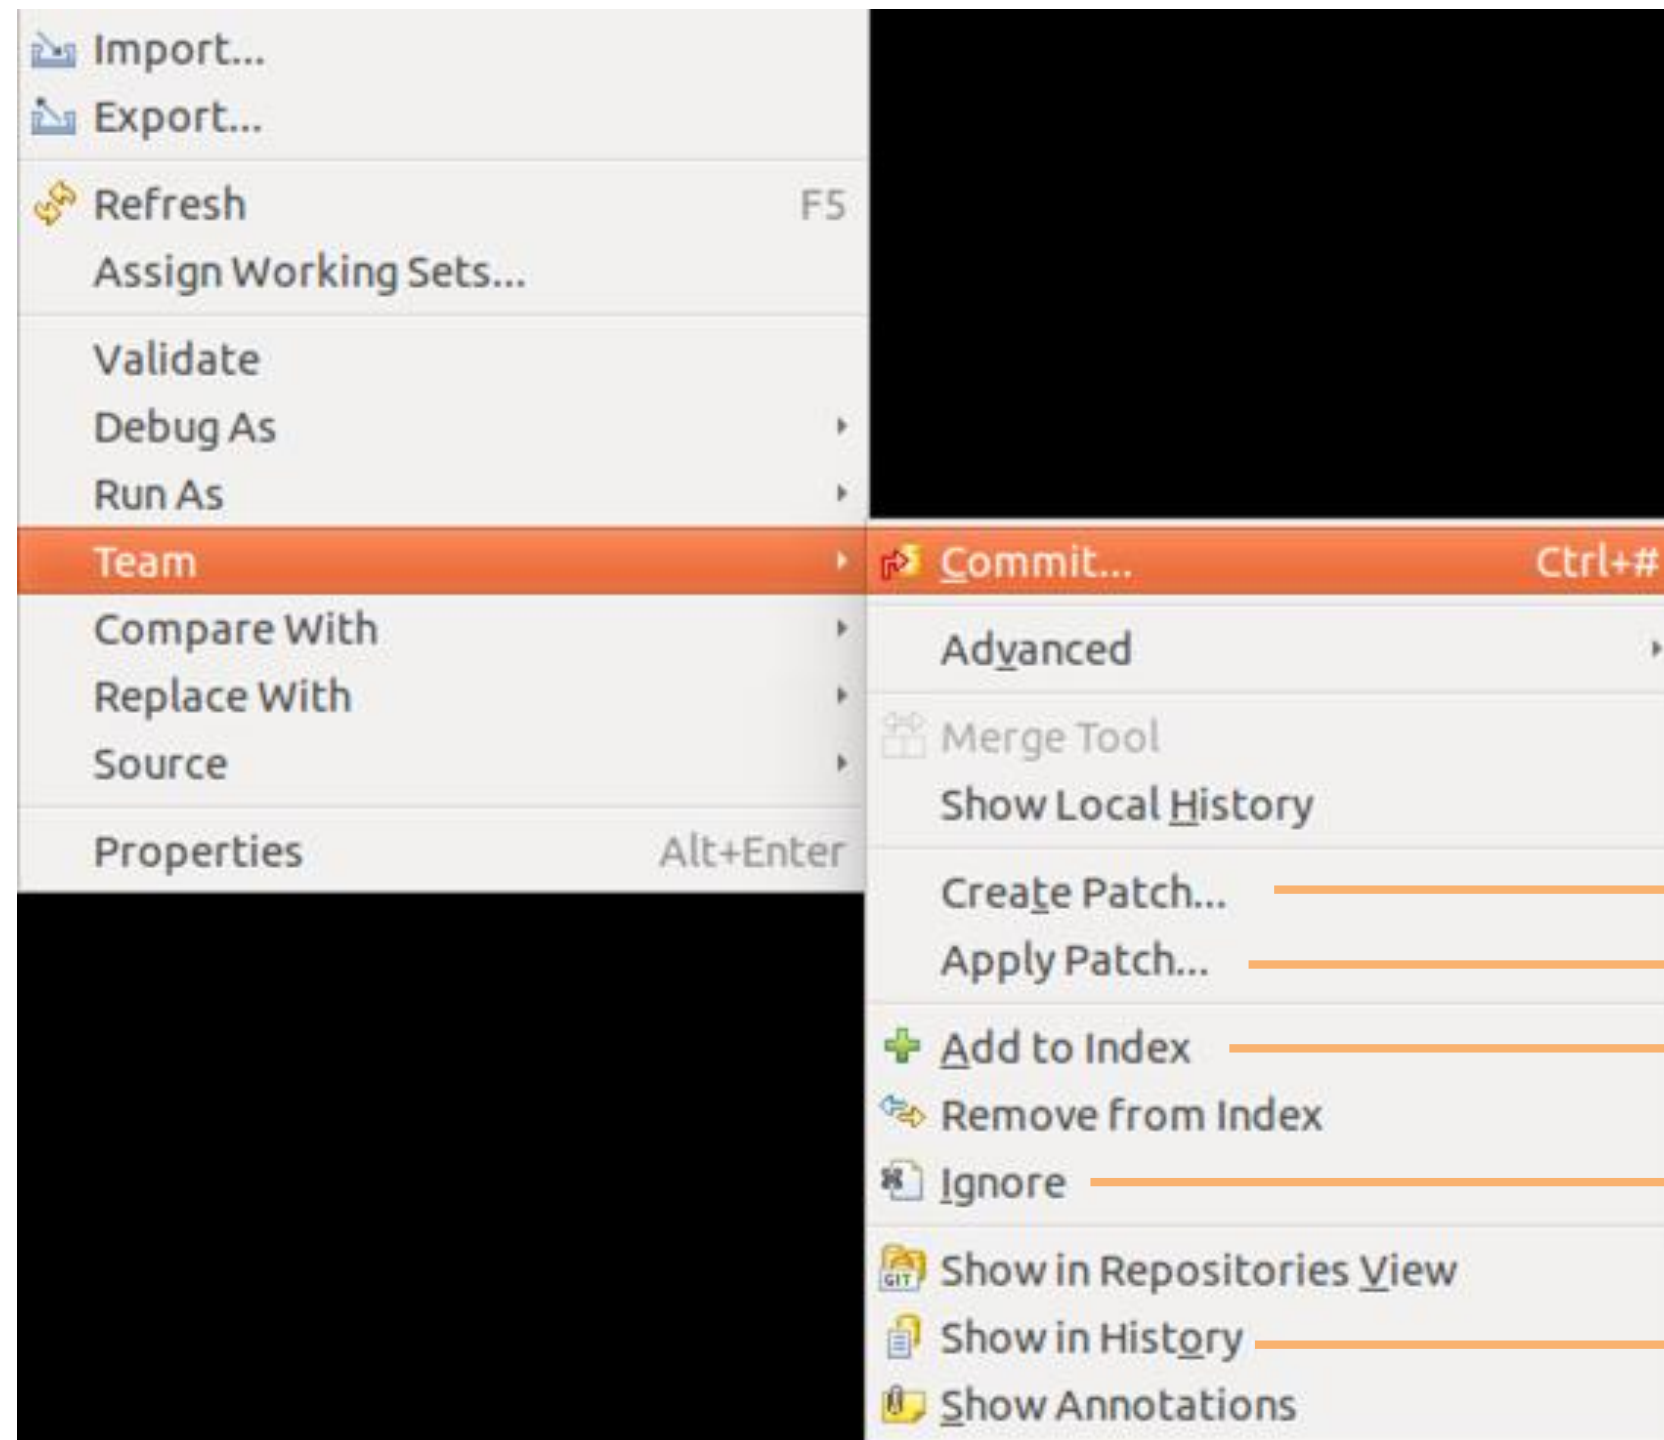 Import...
Export...
Refresh F5
Assign Working Sets...
Validate
Debug As
Run As
Team
Compare With
Replace With
Source
Properties Alt+Enter
Commit... Ctrl+#
Advanced
Merge Tool
Show Local History
Create Patch...
Apply Patch...
Add to Index
Remove from Index
Ignore
GIT Show in Repositories View
Show in History
Show Annotations